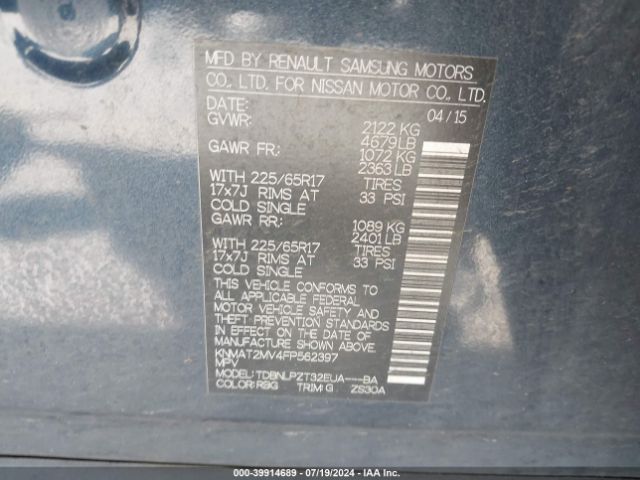 MFD BY RENAULT SAMSUNG MOTORS
CO., LTD. FOR NISSAN MOTOR CO., LTD.
DATE: 04/15
GVWR: 2122 KG
4679 LB
GAWR FR: 1072 KG
2363 LB
WITH 225/65R17 TIRES
17x7J RIMS AT 33 PSI
COLD SINGLE
GAWR RR: 1089 KG
2401 LB
WITH 225/65R17 TIRES
17x7J RIMS AT 33 PSI
COLD SINGLE
THIS VEHICLE CONFORMS TO
ALL APPLICABLE FEDERAL
MOTOR VEHICLE SAFETY AND
THEFT PREVENTION STANDARDS
IN EFFECT ON THE DATE OF
MANUFACTURE SHOWN ABOVE.
KNMAT2MV4FP562397
MPV
MODEL: TDBNLPZT32EUA---BA
COLOR: RBG TRIM: G ZS30A
000-39914689 - 07/19/2024 - IAA Inc.